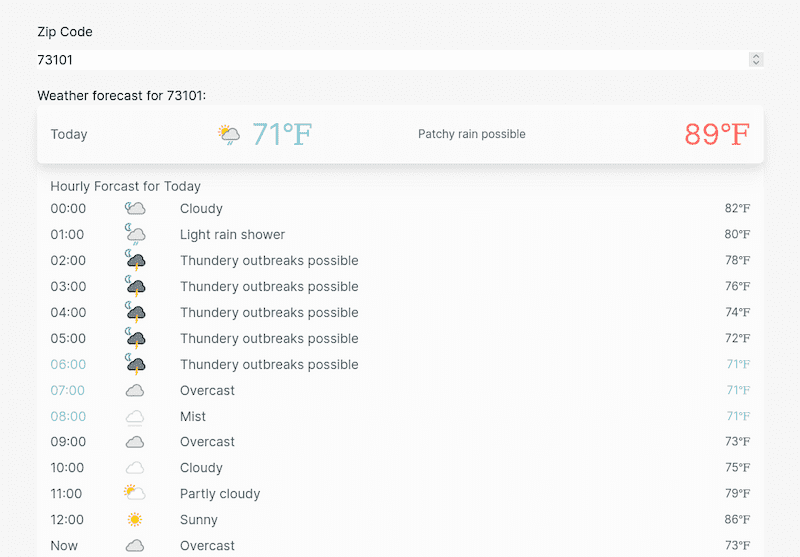 Zip Code
73101
Weather forecast for 73101:
Today 71°F Patchy rain possible 89°F
Hourly Forcast for Today
00:00 Cloudy 82°F
01:00 Light rain shower 80°F
02:00 Thundery outbreaks possible 78°F
03:00 Thundery outbreaks possible 76°F
04:00 Thundery outbreaks possible 74°F
05:00 Thundery outbreaks possible 72°F
06:00 Thundery outbreaks possible 71°F
07:00 Overcast 71°F
08:00 Mist 71°F
09:00 Overcast 73°F
10:00 Cloudy 75°F
11:00 Partly cloudy 79°F
12:00 Sunny 86°F
Now Overcast 73°F